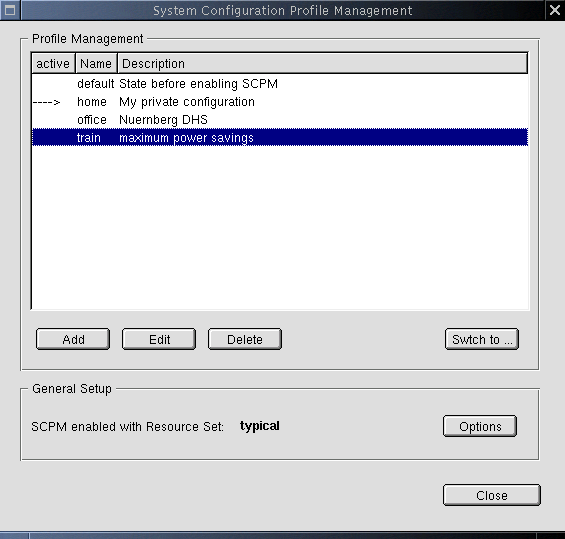 System Configuration Profile Management
Profile Management
active Name Description
default State before enabling SCPM
----> home My private configuration
office Nuernberg DHS
train maximum power savings
Add Edit Delete Swtch to ...
General Setup
SCPM enabled with Resource Set: typical Options
Close